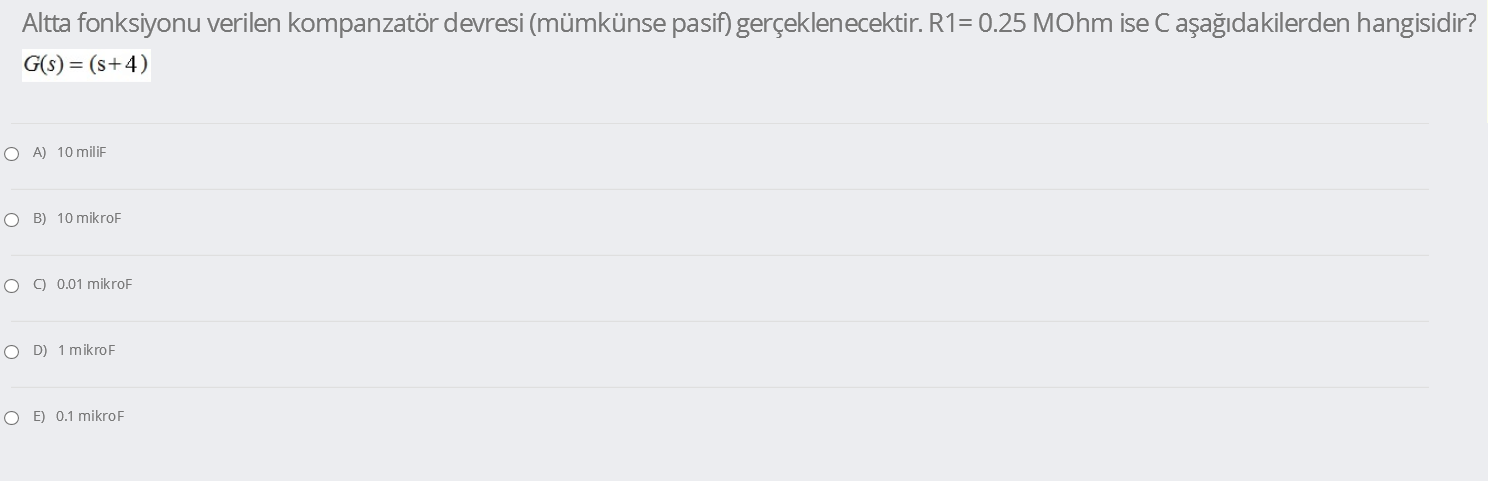 Altta fonksiyonu verilen kompanzatör devresi (mümkünse pasif) gerçeklenecektir. R1= 0.25 MOhm ise C aşağıdakilerden hangisidir?
G(s) = (s+4)
A) 10 miliF
B) 10 mikroF
C) 0.01 mikroF
D) 1 mikroF
E) 0.1 mikroF